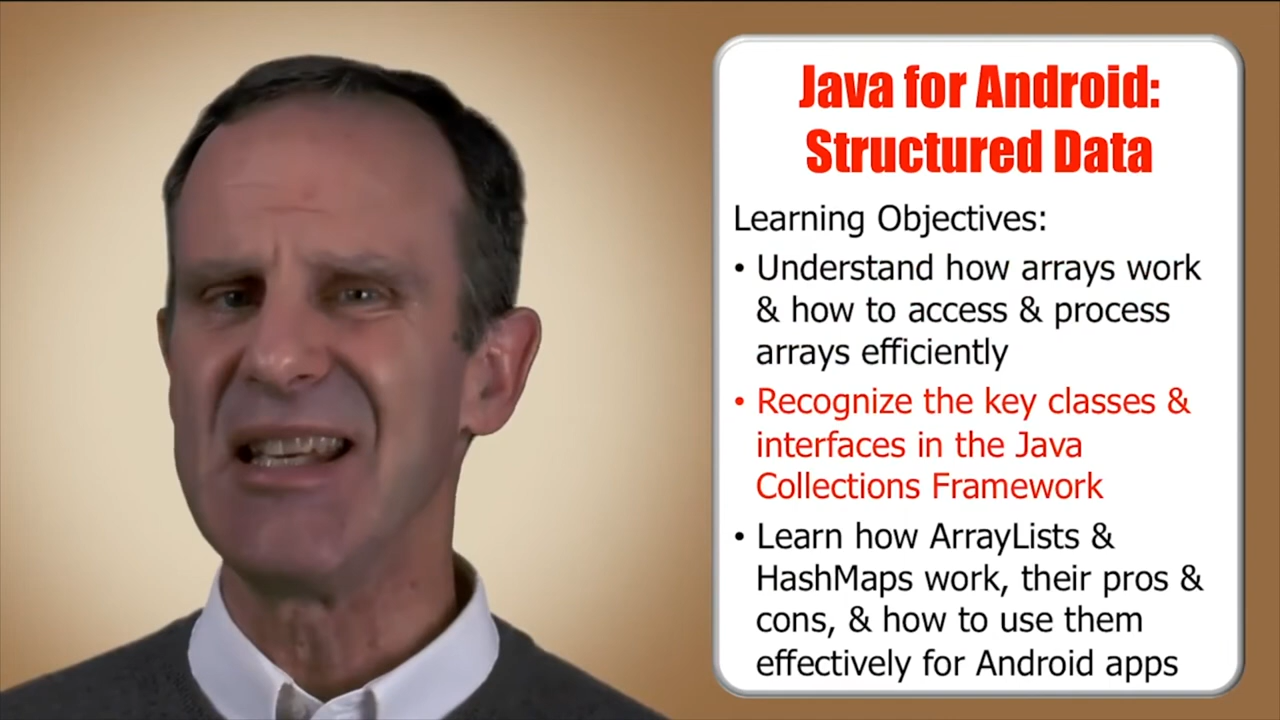 Java for Android:
Structured Data
Learning Objectives:
• Understand how arrays work
& how to access & process
arrays efficiently
• Recognize the key classes &
interfaces in the Java
Collections Framework
• Learn how ArrayLists &
HashMaps work, their pros &
cons, & how to use them
effectively for Android apps